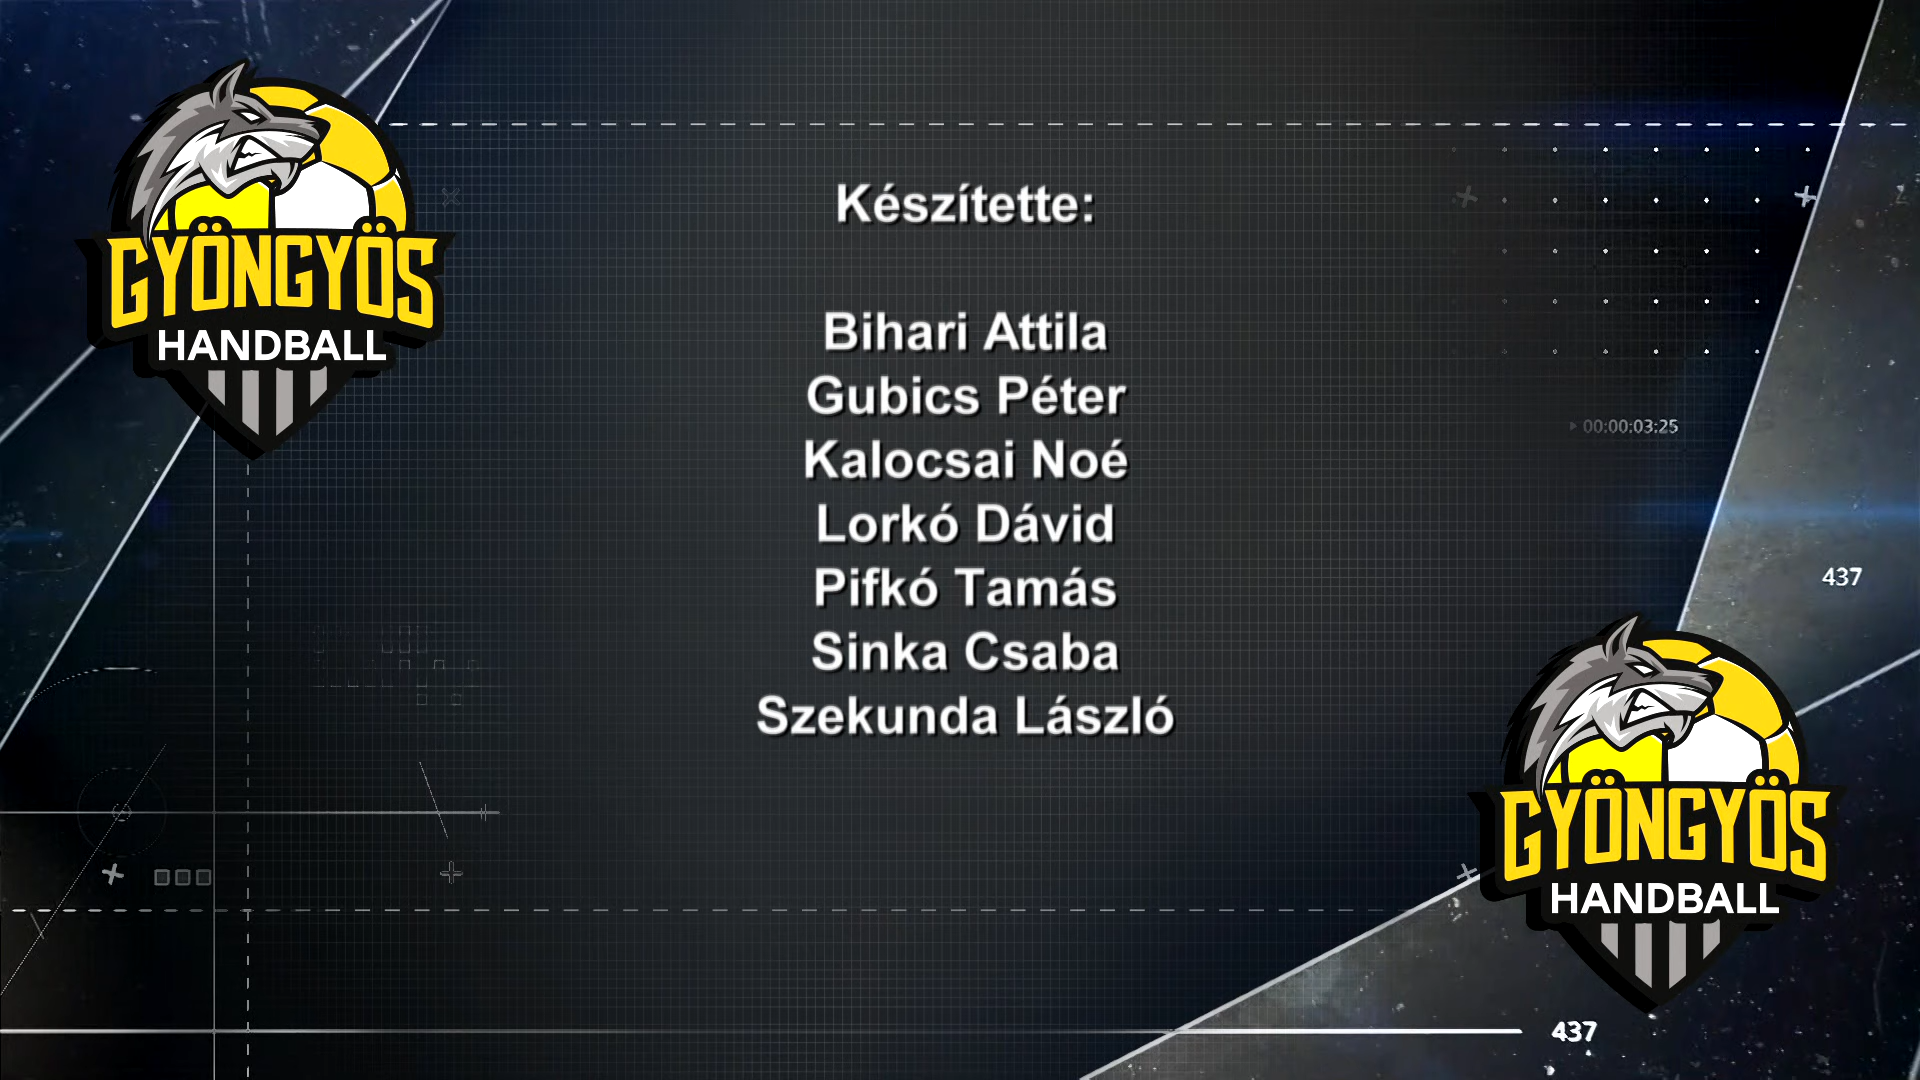 GYÖNGYÖS
HANDBALL
Készítette:
Bihari Attila
Gubics Péter
Kalocsai Noé
Lorkó Dávid
Pifkó Tamás
Sinka Csaba
Szekunda László
00:00:03:25
437
GYÖNGYÖS
HANDBALL
437